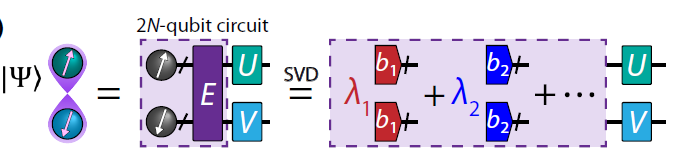 )
2N-qubit circuit
|Ψ⟩ = E U V SVD = λ1 b1 b1 + λ2 b2 b2 + ··· U V